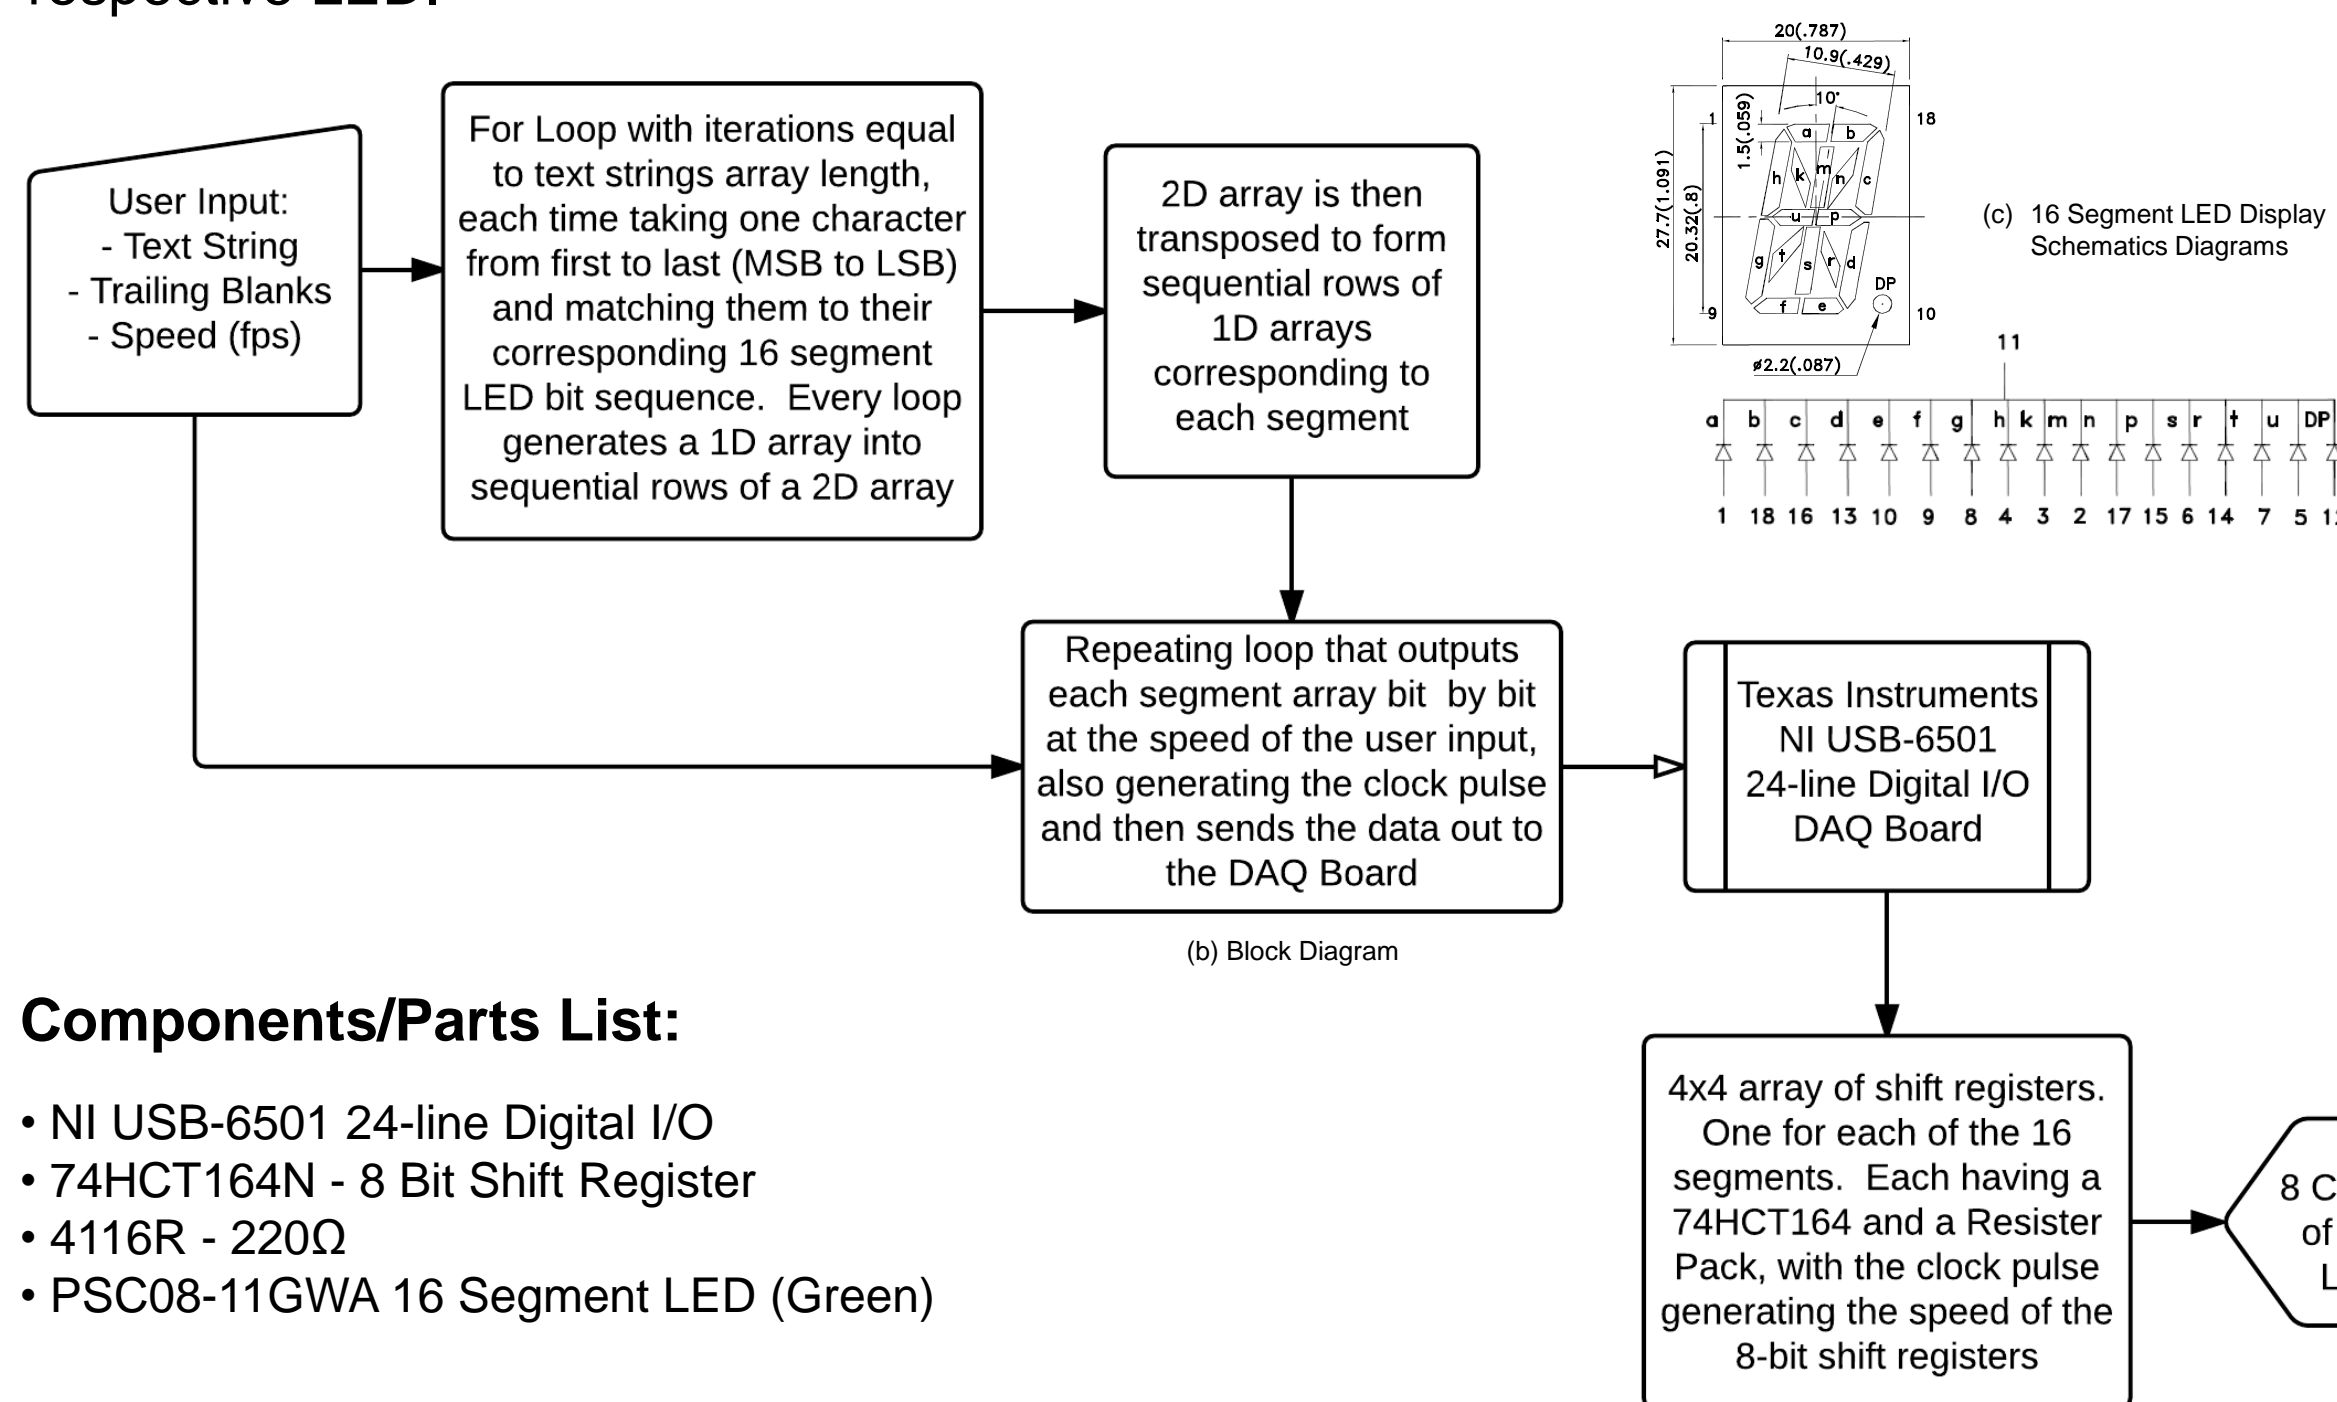 User Input:
- Text String
- Trailing Blanks
- Speed (fps)
For Loop with iterations equal
to text strings array length,
each time taking one character
from first to last (MSB to LSB)
and matching them to their
corresponding 16 segment
LED bit sequence.  Every loop
generates a 1D array into
sequential rows of a 2D array
2D array is then
transposed to form
sequential rows of
1D arrays
corresponding to
each segment
20(.787)
10.9(.429)
10°
1.5(.059)
27.7(1.091)
20.32(.8)
1
18
a b
h k m n c
u p
g t s r d
DP
f e
9
10
ø2.2(.087)
(c) 16 Segment LED Display
Schematics Diagrams
11
a b c d e f g h k m n p s r t u DP
1 18 16 13 10 9 8 4 3 2 17 15 6 14 7 5
Repeating loop that outputs
each segment array bit  by bit
at the speed of the user input,
also generating the clock pulse
and then sends the data out to
the DAQ Board
Texas Instruments
NI USB-6501
24-line Digital I/O
DAQ Board
(b) Block Diagram
Components/Parts List:
• NI USB-6501 24-line Digital I/O
• 74HCT164N - 8 Bit Shift Register
• 4116R - 220Ω
• PSC08-11GWA 16 Segment LED (Green)
4x4 array of shift registers.
One for each of the 16
segments.  Each having a
74HCT164 and a Resister
Pack, with the clock pulse
generating the speed of the
8-bit shift registers
8 C
of
L